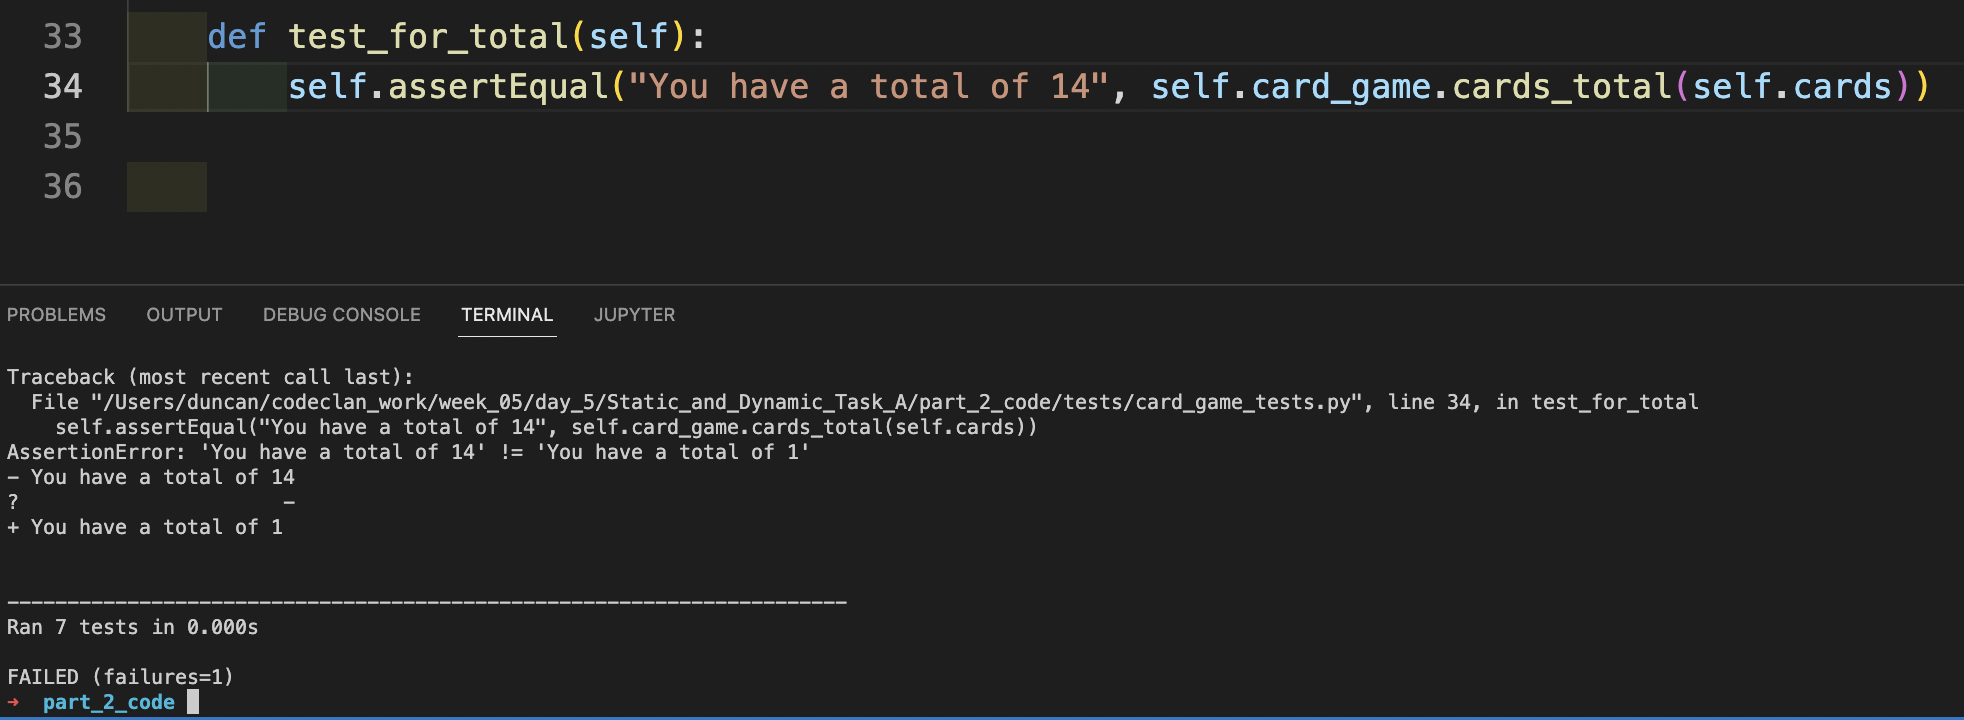 33 def test_for_total(self):
34 self.assertEqual("You have a total of 14", self.card_game.cards_total(self.cards))
35
36
PROBLEMS OUTPUT DEBUG CONSOLE TERMINAL JUPYTER
Traceback (most recent call last):
File "/Users/duncan/codeclan_work/week_05/day_5/Static_and_Dynamic_Task_A/part_2_code/tests/card_game_tests.py", line 34, in test_for_total
self.assertEqual("You have a total of 14", self.card_game.cards_total(self.cards))
AssertionError: 'You have a total of 14' != 'You have a total of 1'
- You have a total of 14
?                      -
+ You have a total of 1
----------------------------------------------------------------------
Ran 7 tests in 0.000s
FAILED (failures=1)
→ part_2_code